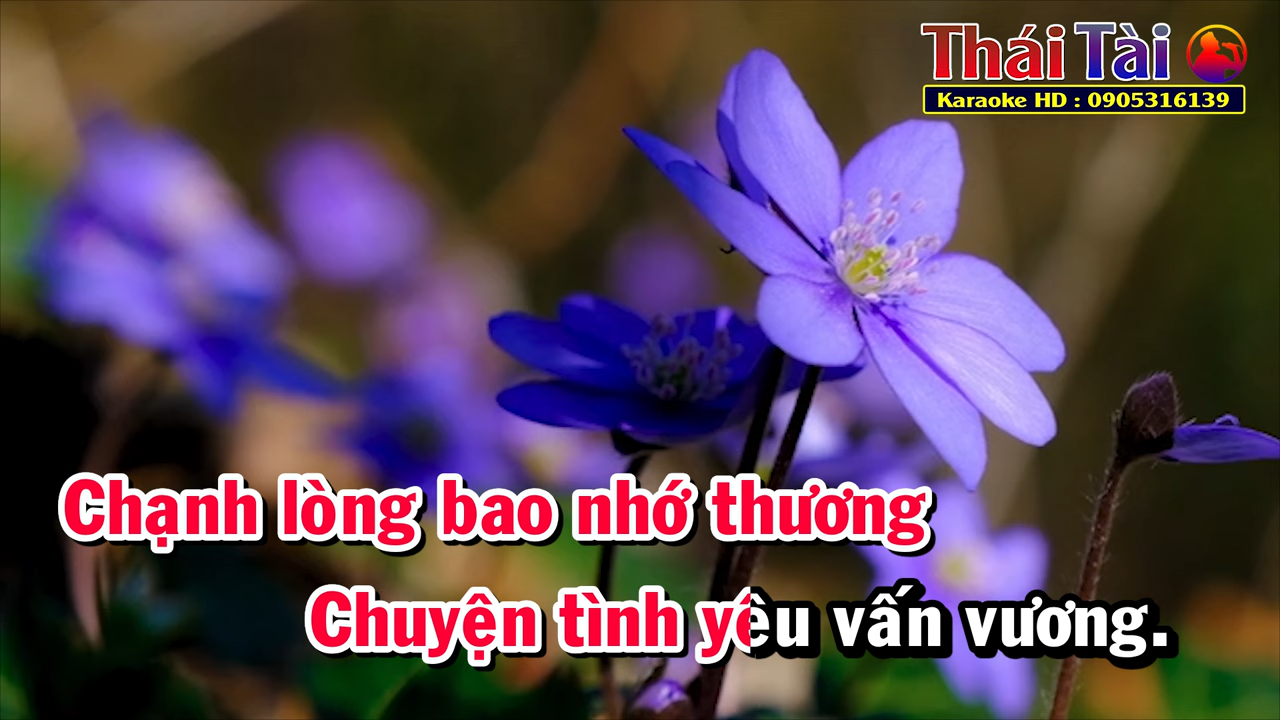 Thái Tài
Karaoke HD : 0905316139
Chạnh lòng bao nhớ thương
Chuyện tình yêu vấn vương.